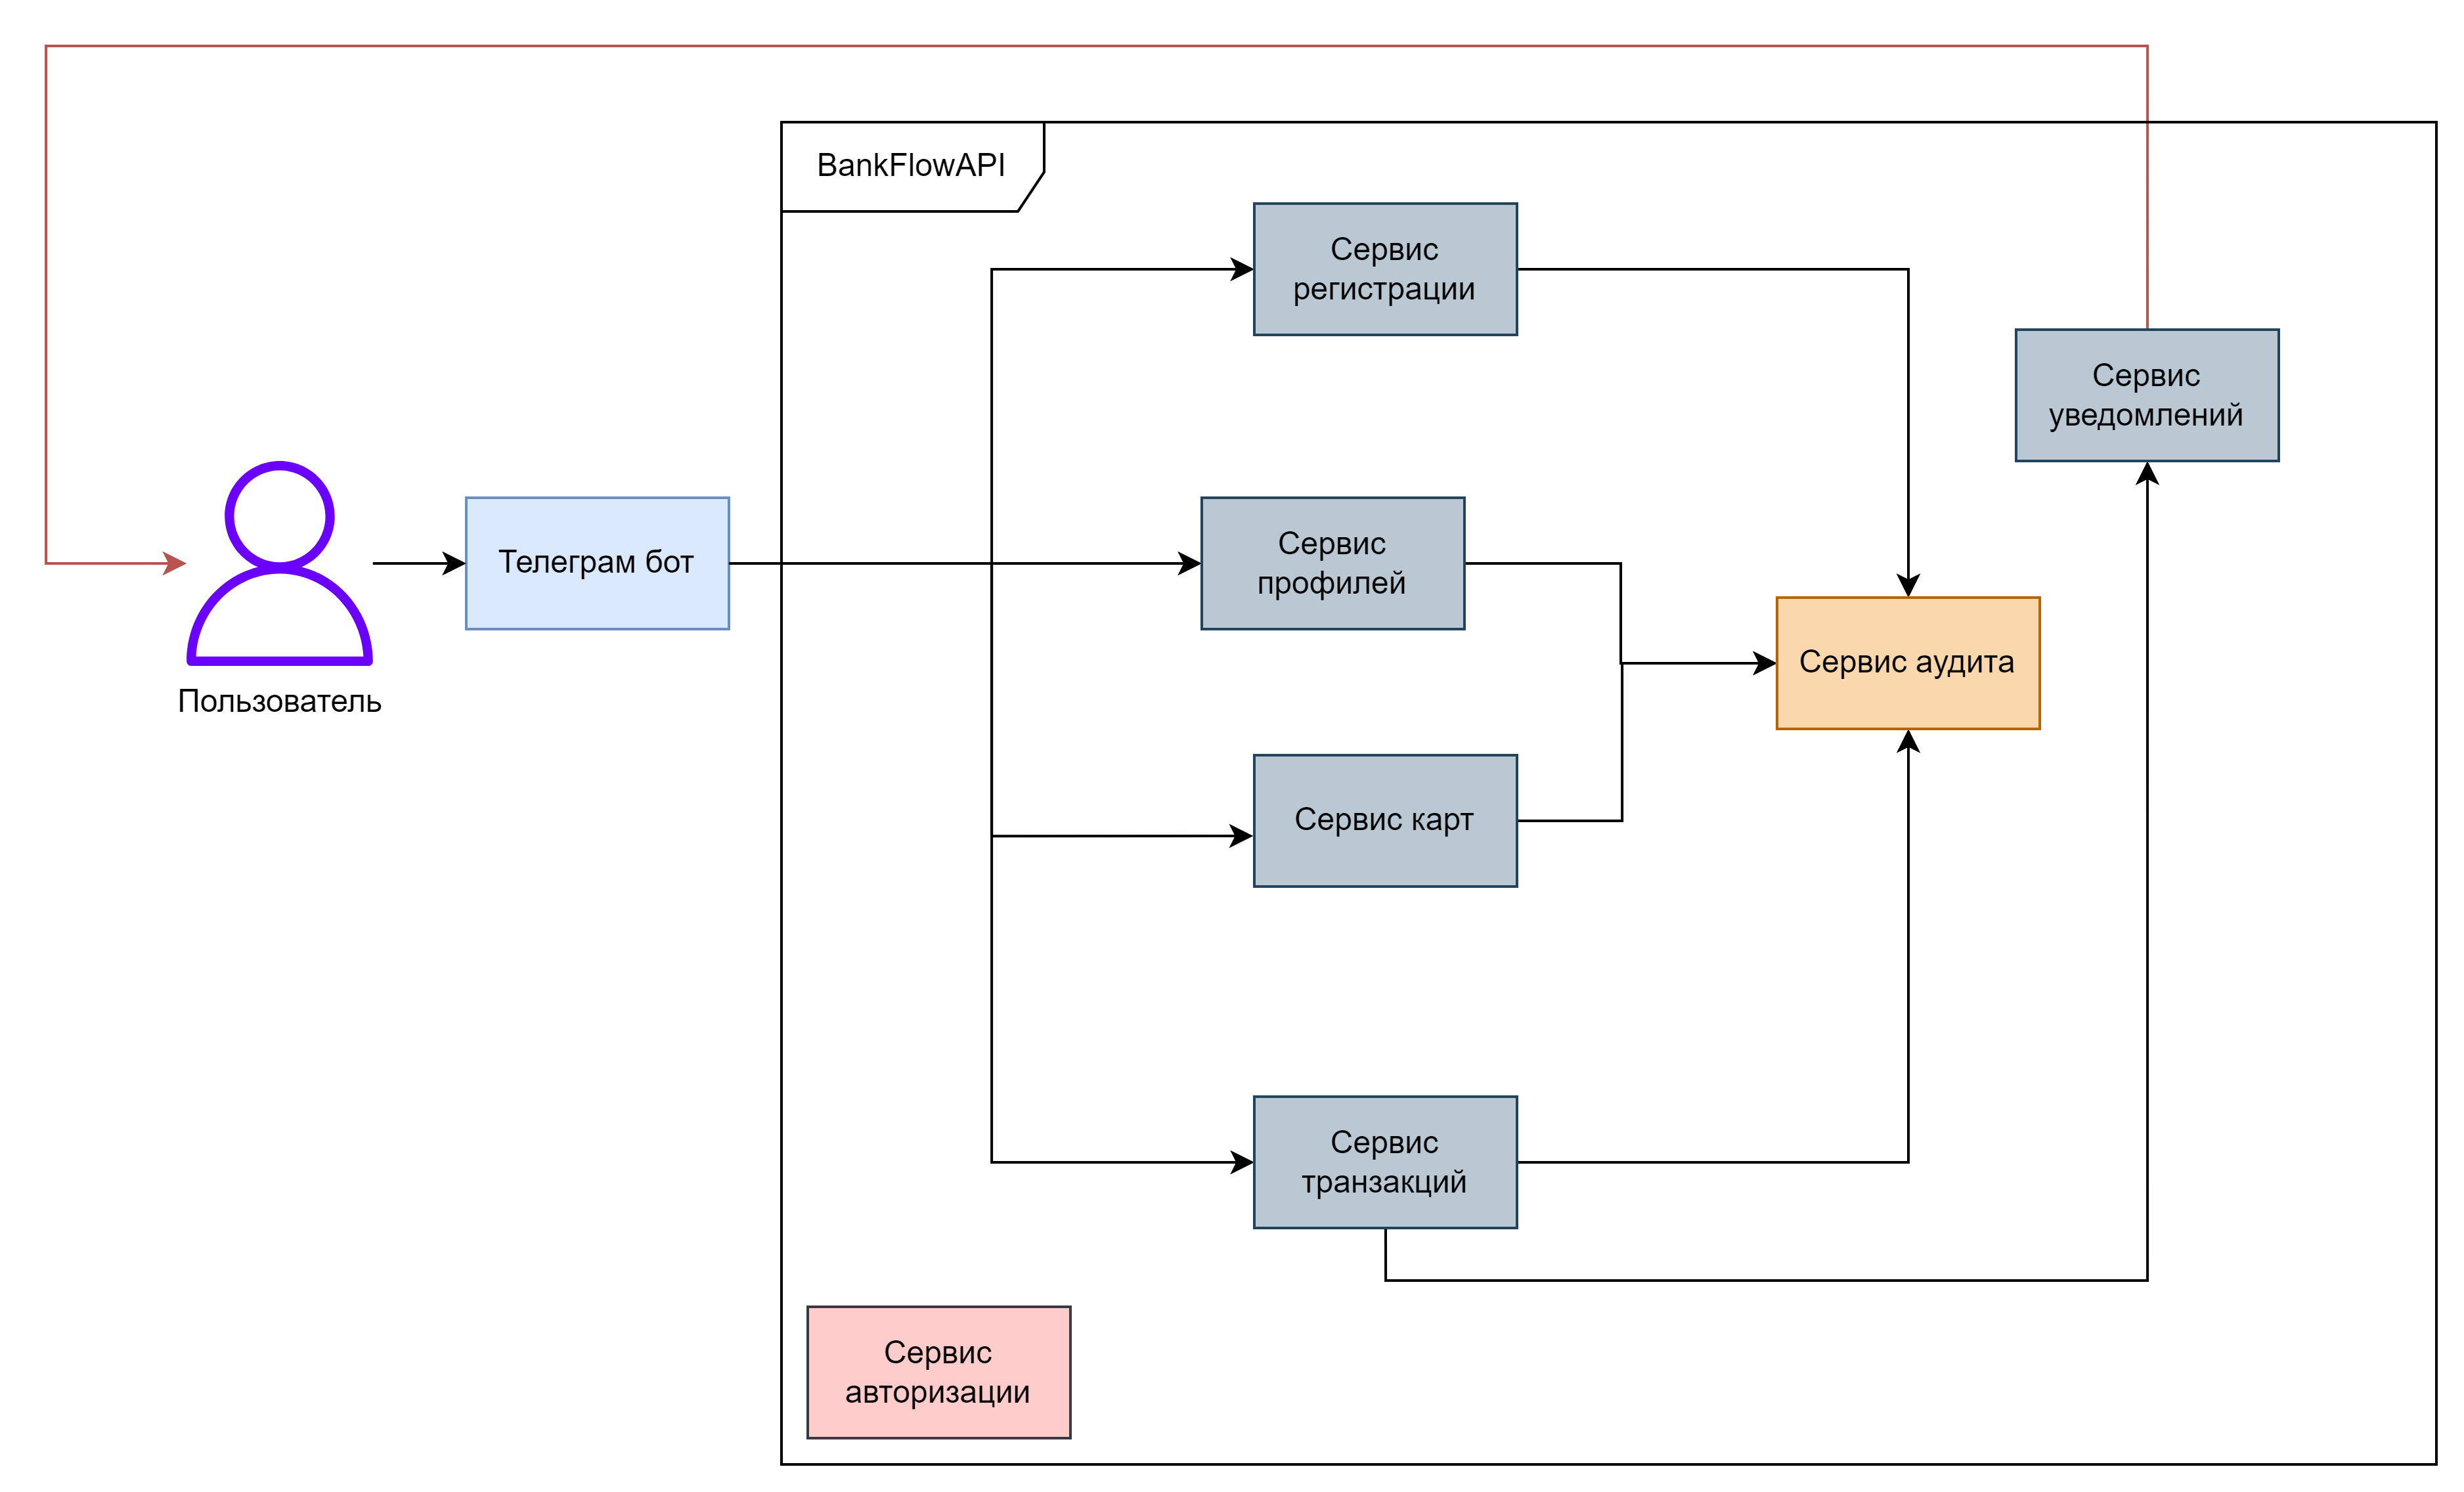 BankFlowAPI
Сервис
регистрации
Сервис
уведомлений
Телеграм бот
Сервис
профилей
Сервис аудита
Пользователь
Сервис карт
Сервис
транзакций
Сервис
авторизации